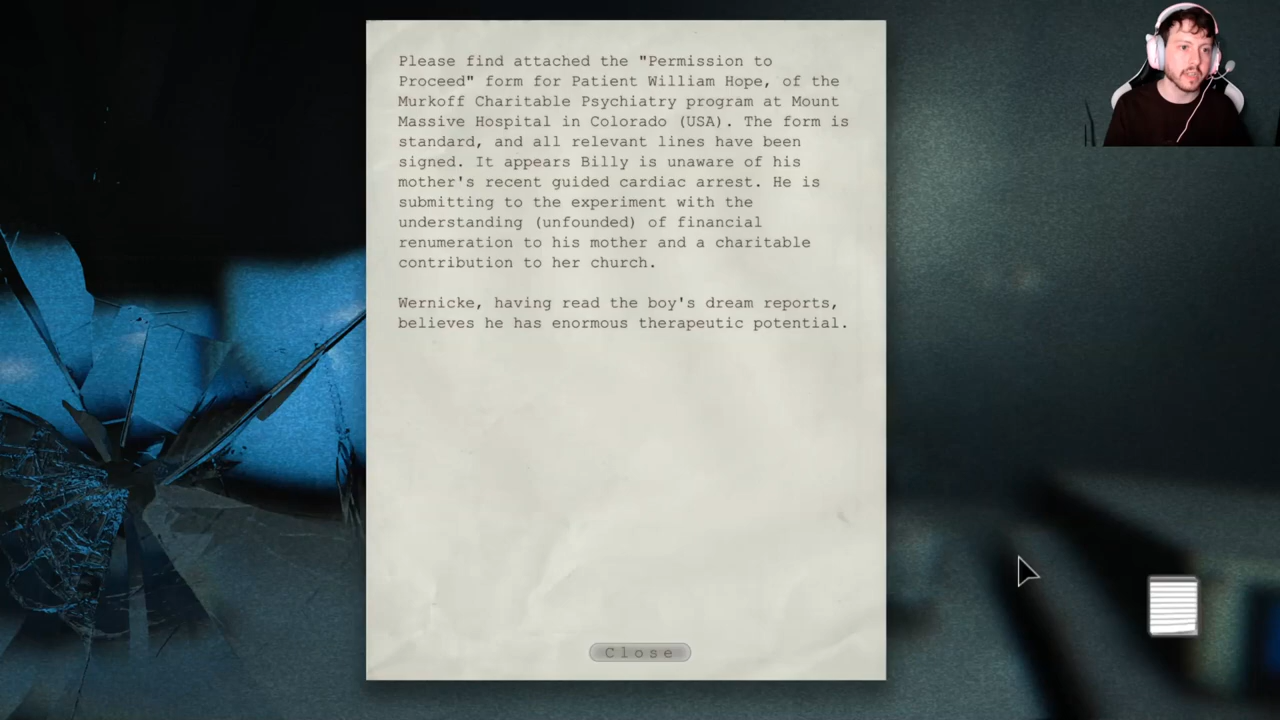 Please find attached the "Permission to
Proceed" form for Patient William Hope, of the
Murkoff Charitable Psychiatry program at Mount
Massive Hospital in Colorado (USA). The form is
standard, and all relevant lines have been
signed. It appears Billy is unaware of his
mother's recent guided cardiac arrest. He is
submitting to the experiment with the
understanding (unfounded) of financial
renumeration to his mother and a charitable
contribution to her church.
Wernicke, having read the boy's dream reports,
believes he has enormous therapeutic potential.
Close